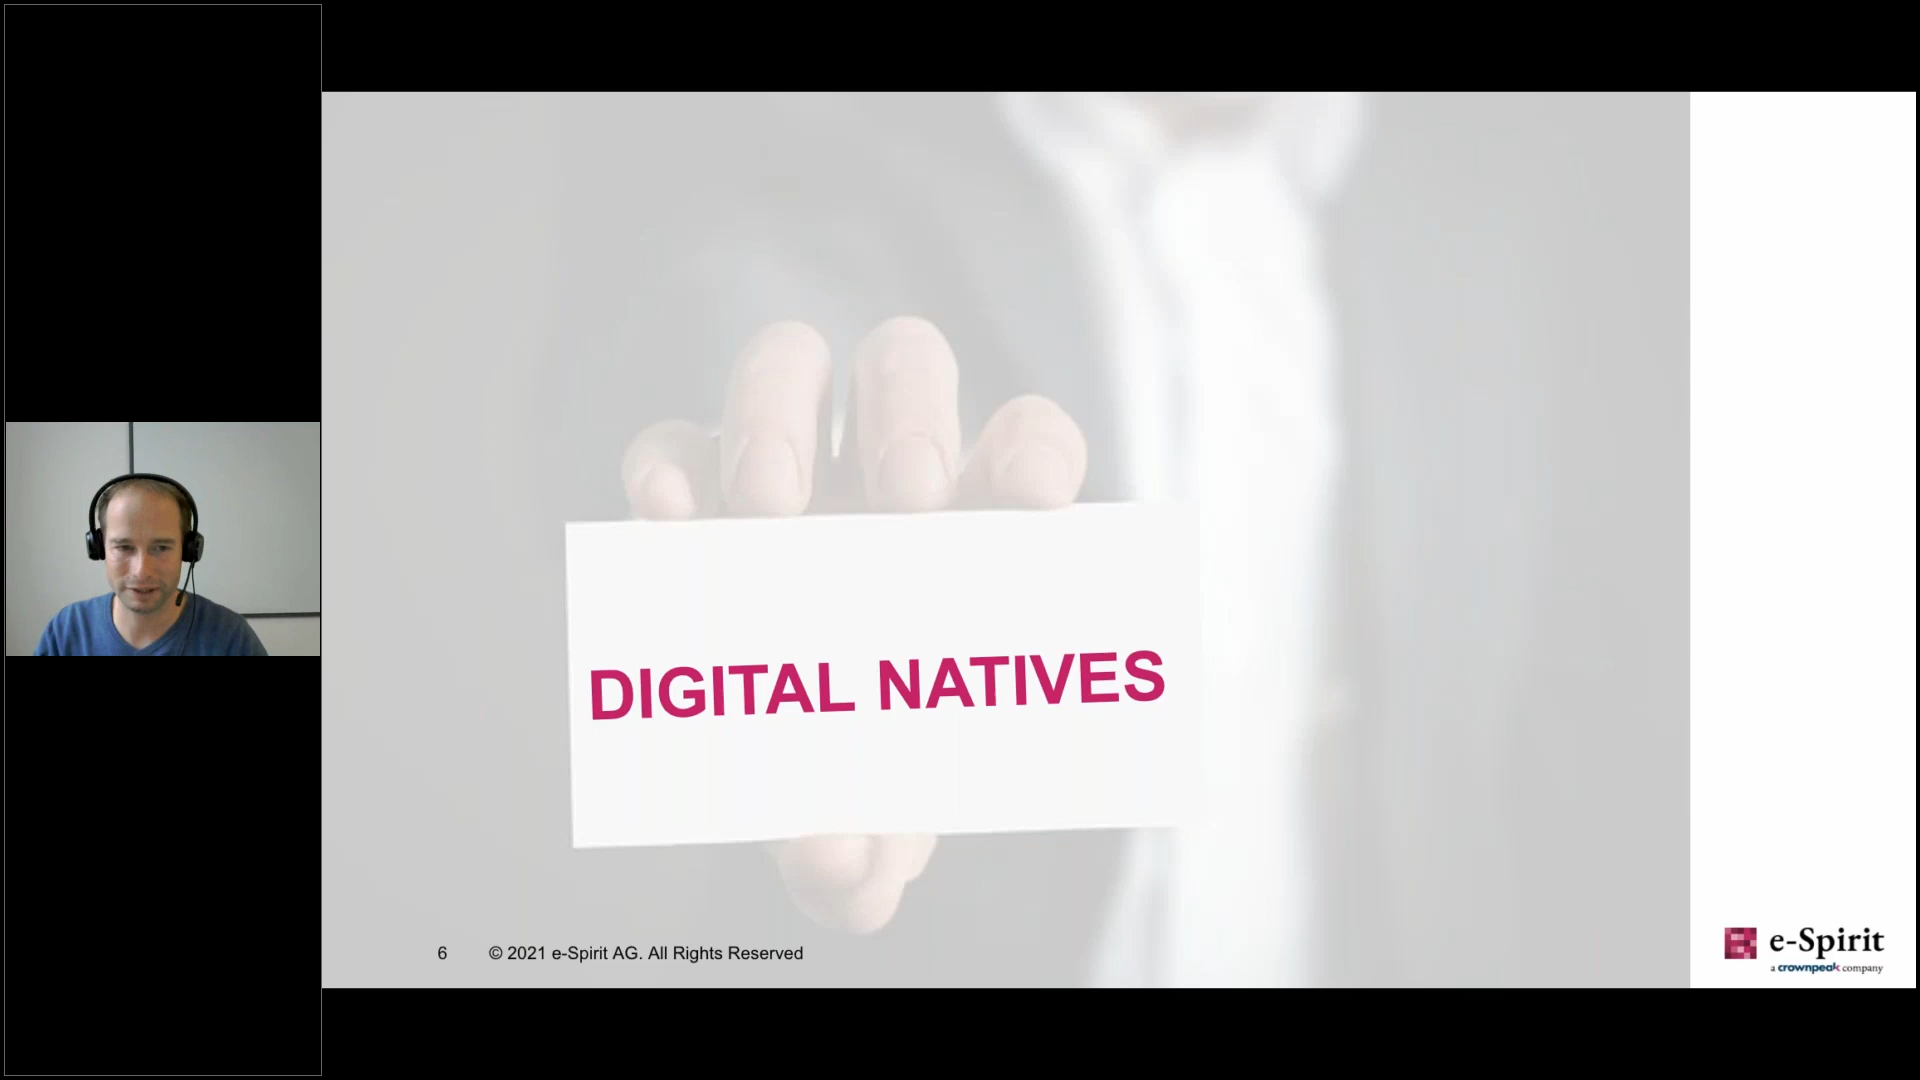 DIGITAL NATIVES
6 © 2021 e-Spirit AG. All Rights Reserved
e-Spirit
a crownpeak company